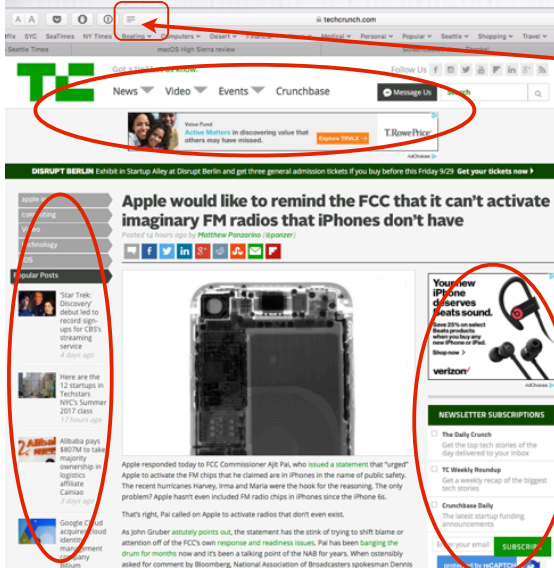 A A
techcrunch.com
flix SYC SeaTimes NY Times Boating Computers Desert Medical Personal Popular Seattle Shopping Travel
Seattle Times macOS High Sierra review
Got a tip? Let us know.
Follow Us
News Video Events Crunchbase Message Us Search
Value Fund
Active Matters in discovering value that
others may have missed.
Explore TRVLX
T.RowePrice
AdChoices
DISRUPT BERLIN Exhibit in Startup Alley at Disrupt Berlin and get three general admission tickets if you buy before this Friday 9/29 Get your tickets now
apple
computing
Video
technology
iOS
Popular Posts
'Star Trek:
Discovery'
debut led to
record sign-
ups for CBS's
streaming
service
4 days ago
Here are the
12 startups in
Techstars
NYC's Summer
2017 class
17 hours ago
Alibaba pays
$807M to take
majority
ownership in
logistics
affiliate
Cainiao
3 days ago
Google Cloud
acquires cloud
identity
management
company
Bitium
Apple would like to remind the FCC that it can't activate
imaginary FM radios that iPhones don't have
Posted 14 hours ago by Matthew Panzarino (@panzer)
Apple responded today to FCC Commissioner Ajit Pai, who issued a statement that "urged"
Apple to activate the FM chips that he claimed are in iPhones in the name of public safety.
The recent hurricanes Harvey, Irma and Maria were the hook for the reasoning. The only
problem? Apple hasn't even included FM radio chips in iPhones since the iPhone 6s.
That's right, Pai called on Apple to activate radios that don't even exist.
As John Gruber astutely points out, the statement has the stink of trying to shift blame or
attention off of the FCC's own response and readiness issues. Pai has been banging the
drum for months now and it's been a talking point of the NAB for years. When ostensibly
asked for comment by Bloomberg, National Association of Broadcasters spokesman Dennis
Your new
iPhone
deserves
Beats sound.
Save 25% on select
Beats products
when you buy any
new iPhone or iPad.
Shop now
verizon
AdChoices
NEWSLETTER SUBSCRIPTIONS
The Daily Crunch
Get the top tech stories of the
day delivered to your inbox
TC Weekly Roundup
Get a weekly recap of the biggest
tech stories
Crunchbase Daily
The latest startup funding
announcements
Enter your email SUBSCRIBE
protected by reCAPTCHA